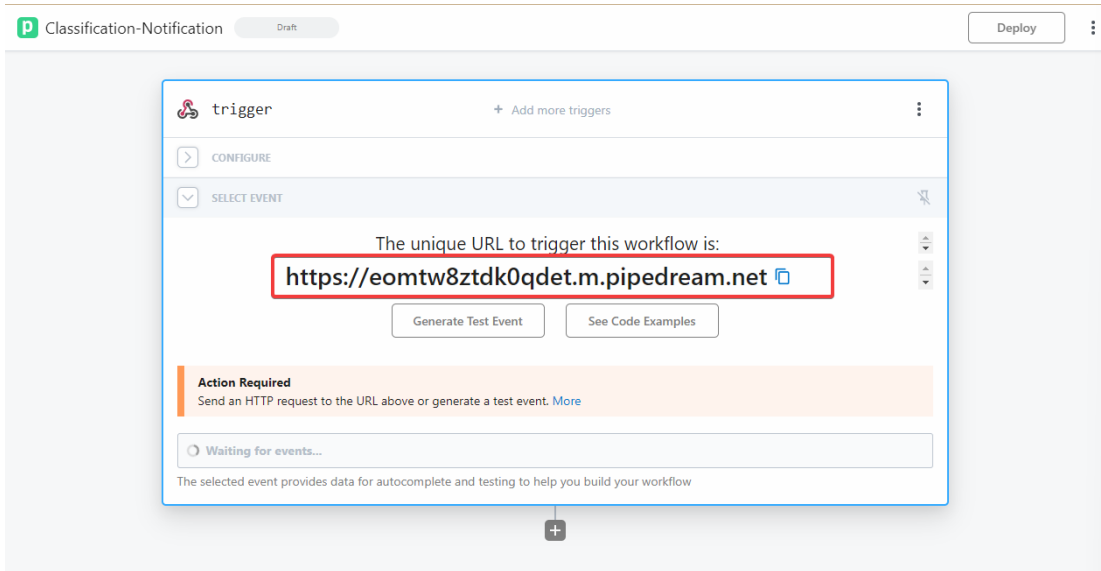 Classification-Notification Draft Deploy
trigger + Add more triggers
CONFIGURE
SELECT EVENT
The unique URL to trigger this workflow is:
https://eomtw8ztdk0qdet.m.pipedream.net
Generate Test Event See Code Examples
Action Required
Send an HTTP request to the URL above or generate a test event. More
Waiting for events...
The selected event provides data for autocomplete and testing to help you build your workflow